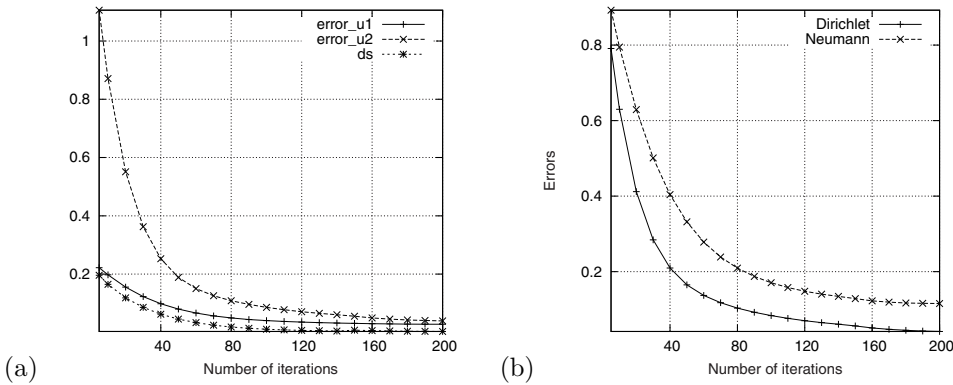 error_u1
error_u2
ds
1
0.8
0.6
0.4
0.2
40
80
120
160
200
Number of iterations
(a)
Dirichlet
Neumann
0.8
0.6
0.4
0.2
Errors
40
80
120
160
200
Number of iterations
(b)